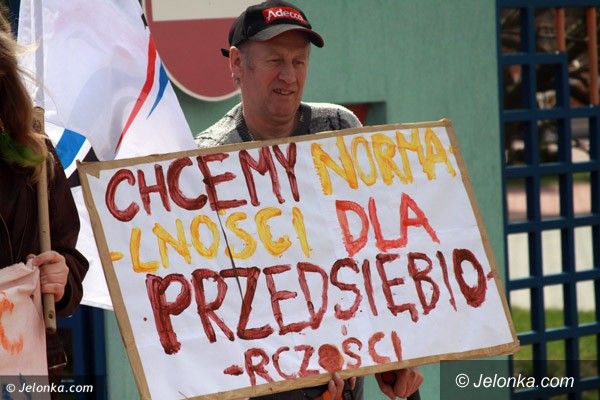 Adecco
CHCEMY NORMA
-LNOŚCI DLA
PRZEDSIĘBIO-
-RCZOŚCI
© Jelonka.com
© Jelonka.com